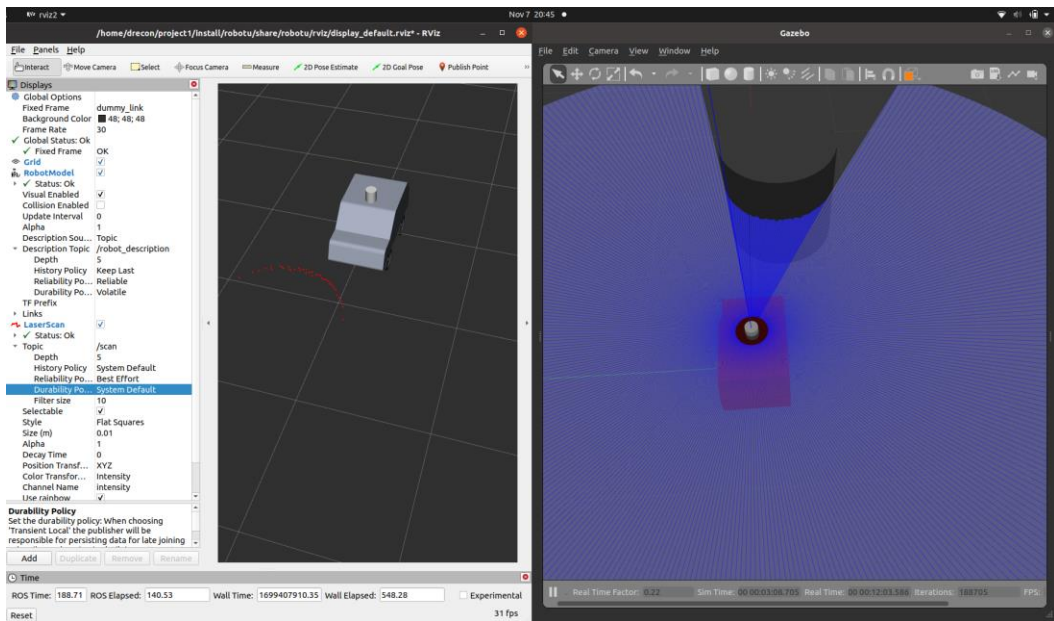 rviz2
Nov 7 20:45
/home/drecon/project1/install/robotu/share/robotu/rviz/display_default.rviz* - RViz
File Panels Help
Interact Move Camera Select Focus Camera Measure 2D Pose Estimate 2D Goal Pose Publish Point
Displays
Global Options
Fixed Frame dummy_link
Background Color 48; 48; 48
Frame Rate 30
Global Status: Ok
Fixed Frame OK
Grid
RobotModel
Status: Ok
Visual Enabled
Collision Enabled
Update Interval 0
Alpha 1
Description Sou... Topic
Description Topic /robot_description
Depth 5
History Policy Keep Last
Reliability Po... Reliable
Durability Po... Volatile
TF Prefix
Links
LaserScan
Status: Ok
Topic /scan
Depth 5
History Policy System Default
Reliability Po... Best Effort
Durability Po... System Default
Filter size 10
Selectable
Style Flat Squares
Size (m) 0.01
Alpha 1
Decay Time 0
Position Transf... XYZ
Color Transfor... Intensity
Channel Name intensity
Use rainbow
Durability Policy
Set the durability policy: When choosing
'Transient Local' the publisher will be
responsible for persisting data for late joining
Add Duplicate Remove Rename
Time
ROS Time: 188.71 ROS Elapsed: 140.53 Wall Time: 1699407910.35 Wall Elapsed: 548.28 Experimental
Reset 31 fps
Gazebo
File Edit Camera View Window Help
Real Time Factor: 0.22 Sim Time: 00 00:03:08.705 Real Time: 00 00:12:03.586 Iterations: 188705 FPS: